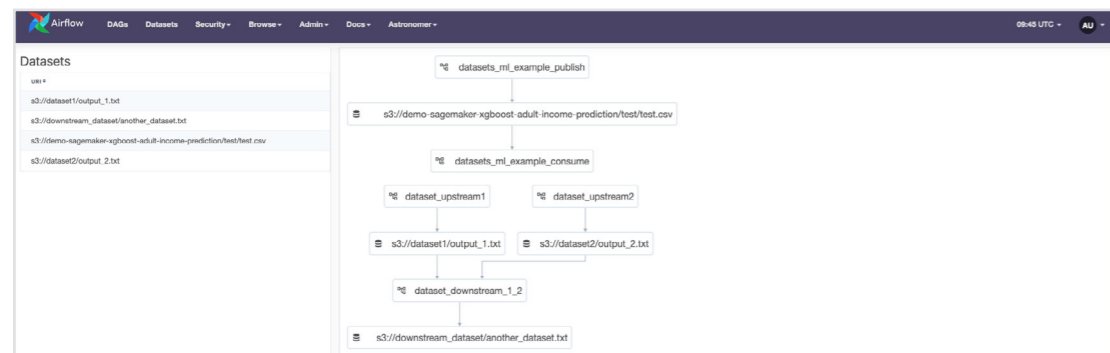 Airflow DAGs Datasets Security Browse Admin Docs Astronomer 09:45 UTC AU
Datasets
URI
s3://dataset1/output_1.txt
s3://downstream_dataset/another_dataset.txt
s3://demo-sagemaker-xgboost-adult-income-prediction/test/test.csv
s3://dataset2/output_2.txt
datasets_ml_example_publish
s3://demo-sagemaker-xgboost-adult-income-prediction/test/test.csv
datasets_ml_example_consume
dataset_upstream1 dataset_upstream2
s3://dataset1/output_1.txt s3://dataset2/output_2.txt
dataset_downstream_1_2
s3://downstream_dataset/another_dataset.txt